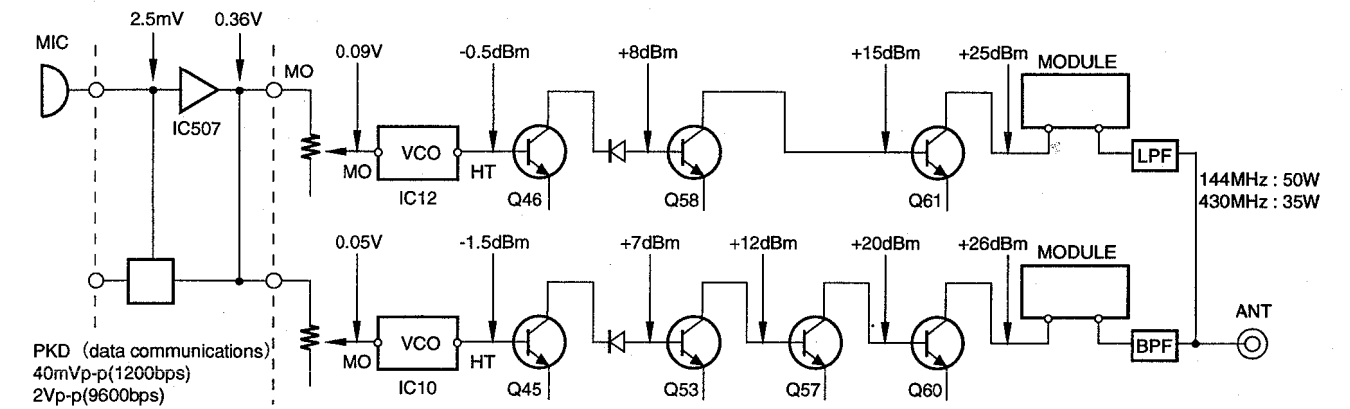 2.5mV 0.36V
MIC
MO
IC507
0.09V -0.5dBm +8dBm +15dBm +25dBm
MODULE
VCO
MO HT
IC12
Q46 Q58 Q61
LPF
144MHz : 50W
430MHz : 35W
0.05V -1.5dBm +7dBm +12dBm +20dBm +26dBm
MODULE
VCO
MO HT
IC10
Q45 Q53 Q57 Q60
BPF
ANT
PKD (data communications)
40mVp-p(1200bps)
2Vp-p(9600bps)